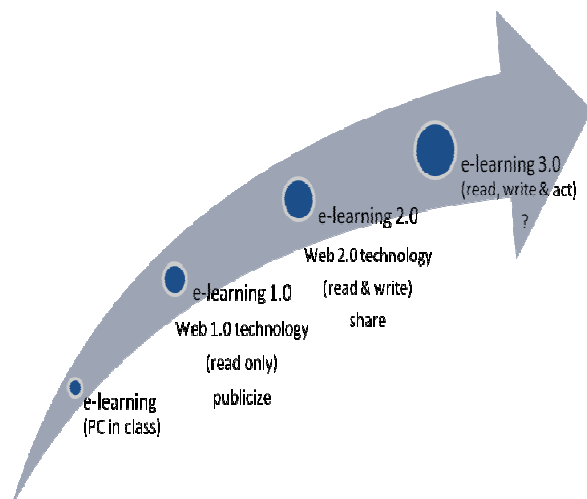 e-learning 3.0
(read, write & act)
?
e-learning 2.0
Web 2.0 technology
(read & write)
share
e-learning 1.0
Web 1.0 technology
(read only)
publicize
e-learning
(PC in class)